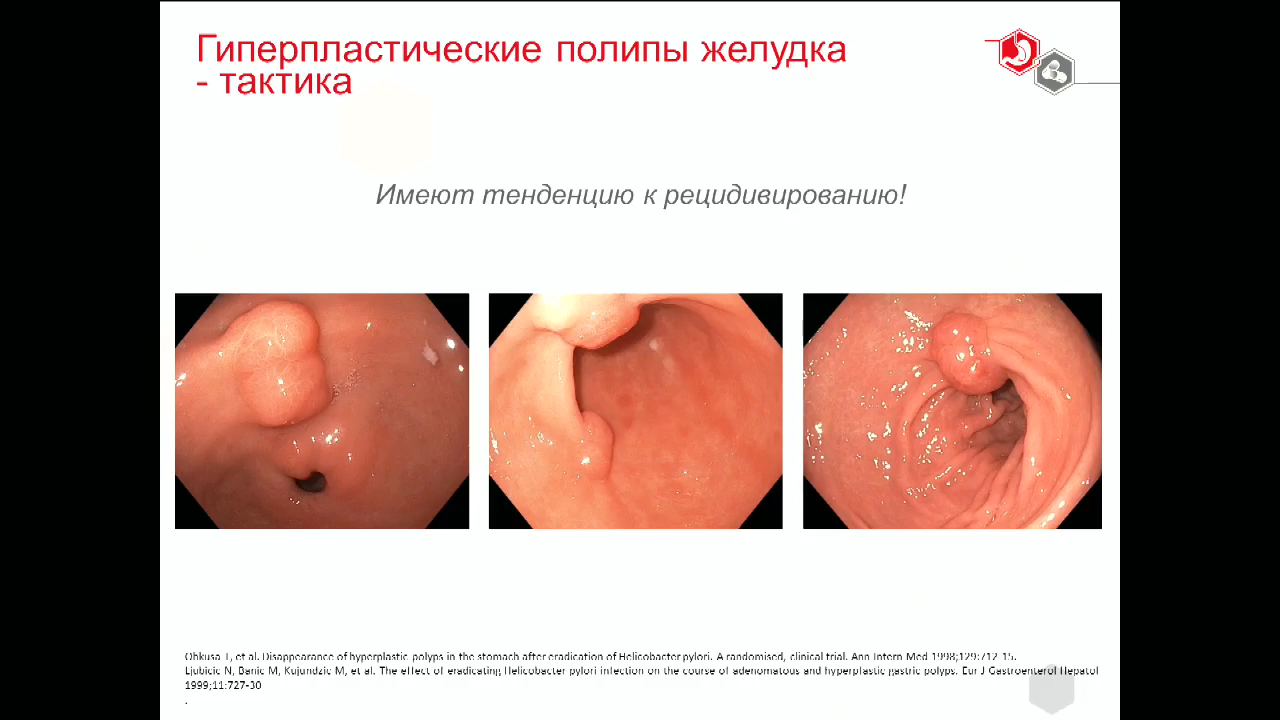 Гиперпластические полипы желудка
- тактика
Имеют тенденцию к рецидивированию!
Ohkusa T, et al. Disappearance of hyperplastic polyps in the stomach after eradication of Helicobacter pylori. A randomised, clinical trial. Ann Intern Med 1998;129:712-15.
Ljubicic N, Banic M, Kujundzic M, et al. The effect of eradicating Helicobacter pylori infection on the course of adenomatous and hyperplastic gastric polyps. Eur J Gastroenterol Hepatol
1999;11:727-30
.